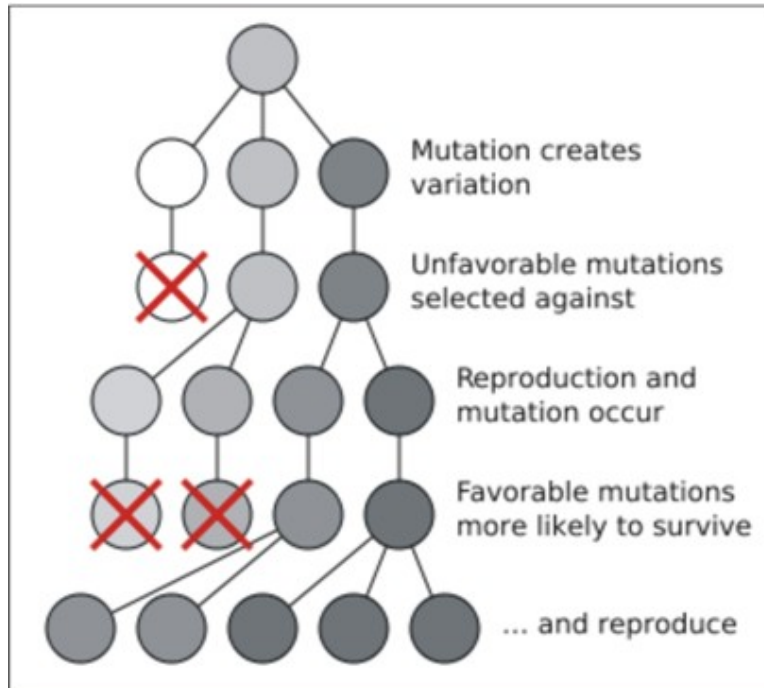 Mutation creates
variation
Unfavorable mutations
selected against
Reproduction and
mutation occur
Favorable mutations
more likely to survive
... and reproduce